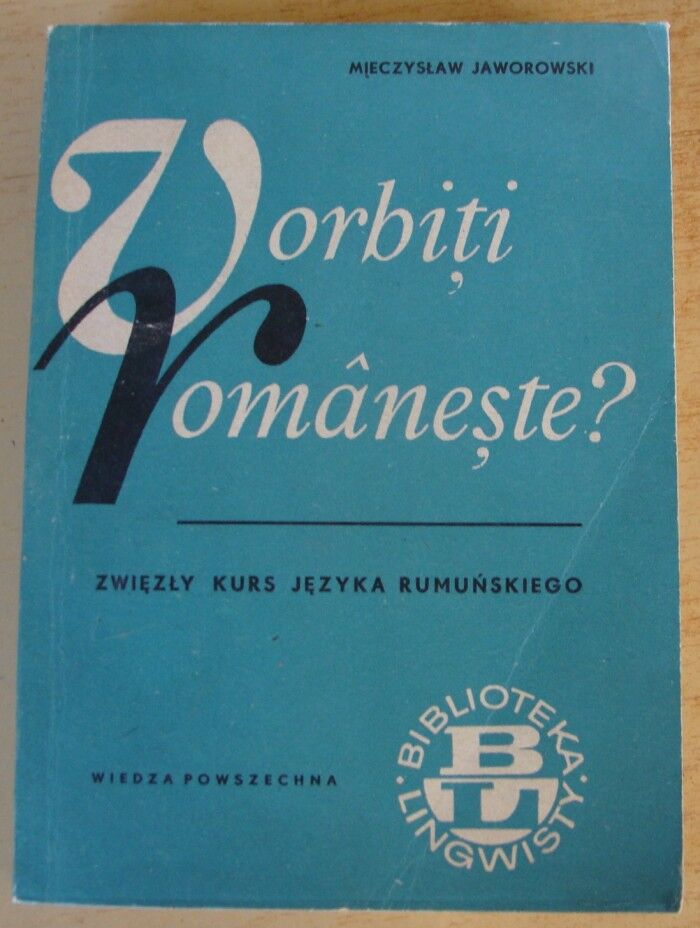 MIECZYSŁAW JAWOROWSKI
Vorbiți
românește?
ZWIĘZŁY KURS JĘZYKA RUMUŃSKIEGO
WIEDZA POWSZECHNA
BIBLIOTEKA
BL
LINGWISTY